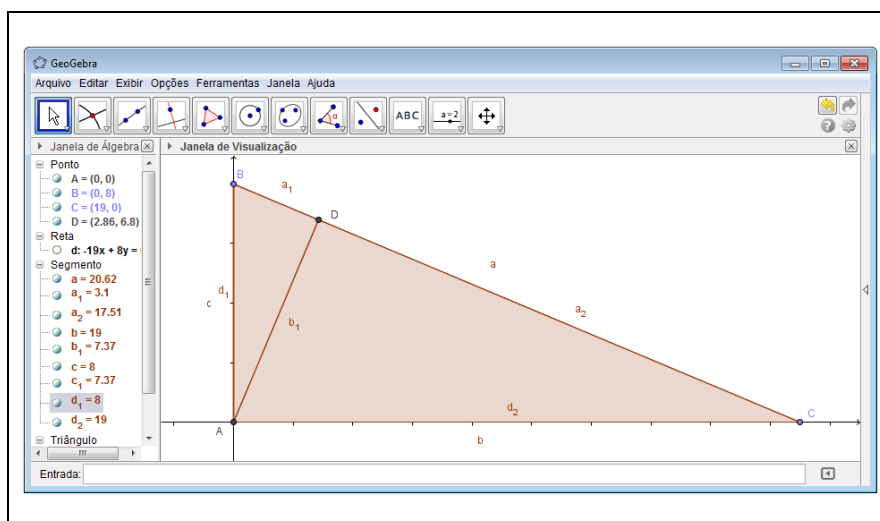 GeoGebra
Arquivo Editar Exibir Opções Ferramentas Janela Ajuda
ABC
a=2
Janela de Álgebra
Janela de Visualização
Ponto
A = (0, 0)
B = (0, 8)
C = (19, 0)
D = (2.86, 6.8)
Reta
d: -19x + 8y =
Segmento
a = 20.62
a₁ = 3.1
a₂ = 17.51
b = 19
b₁ = 7.37
c = 8
c₁ = 7.37
d₁ = 8
d₂ = 19
Triângulo
B
a₁
D
a
d₁
c
a₂
b₁
d₂
C
A
b
Entrada: